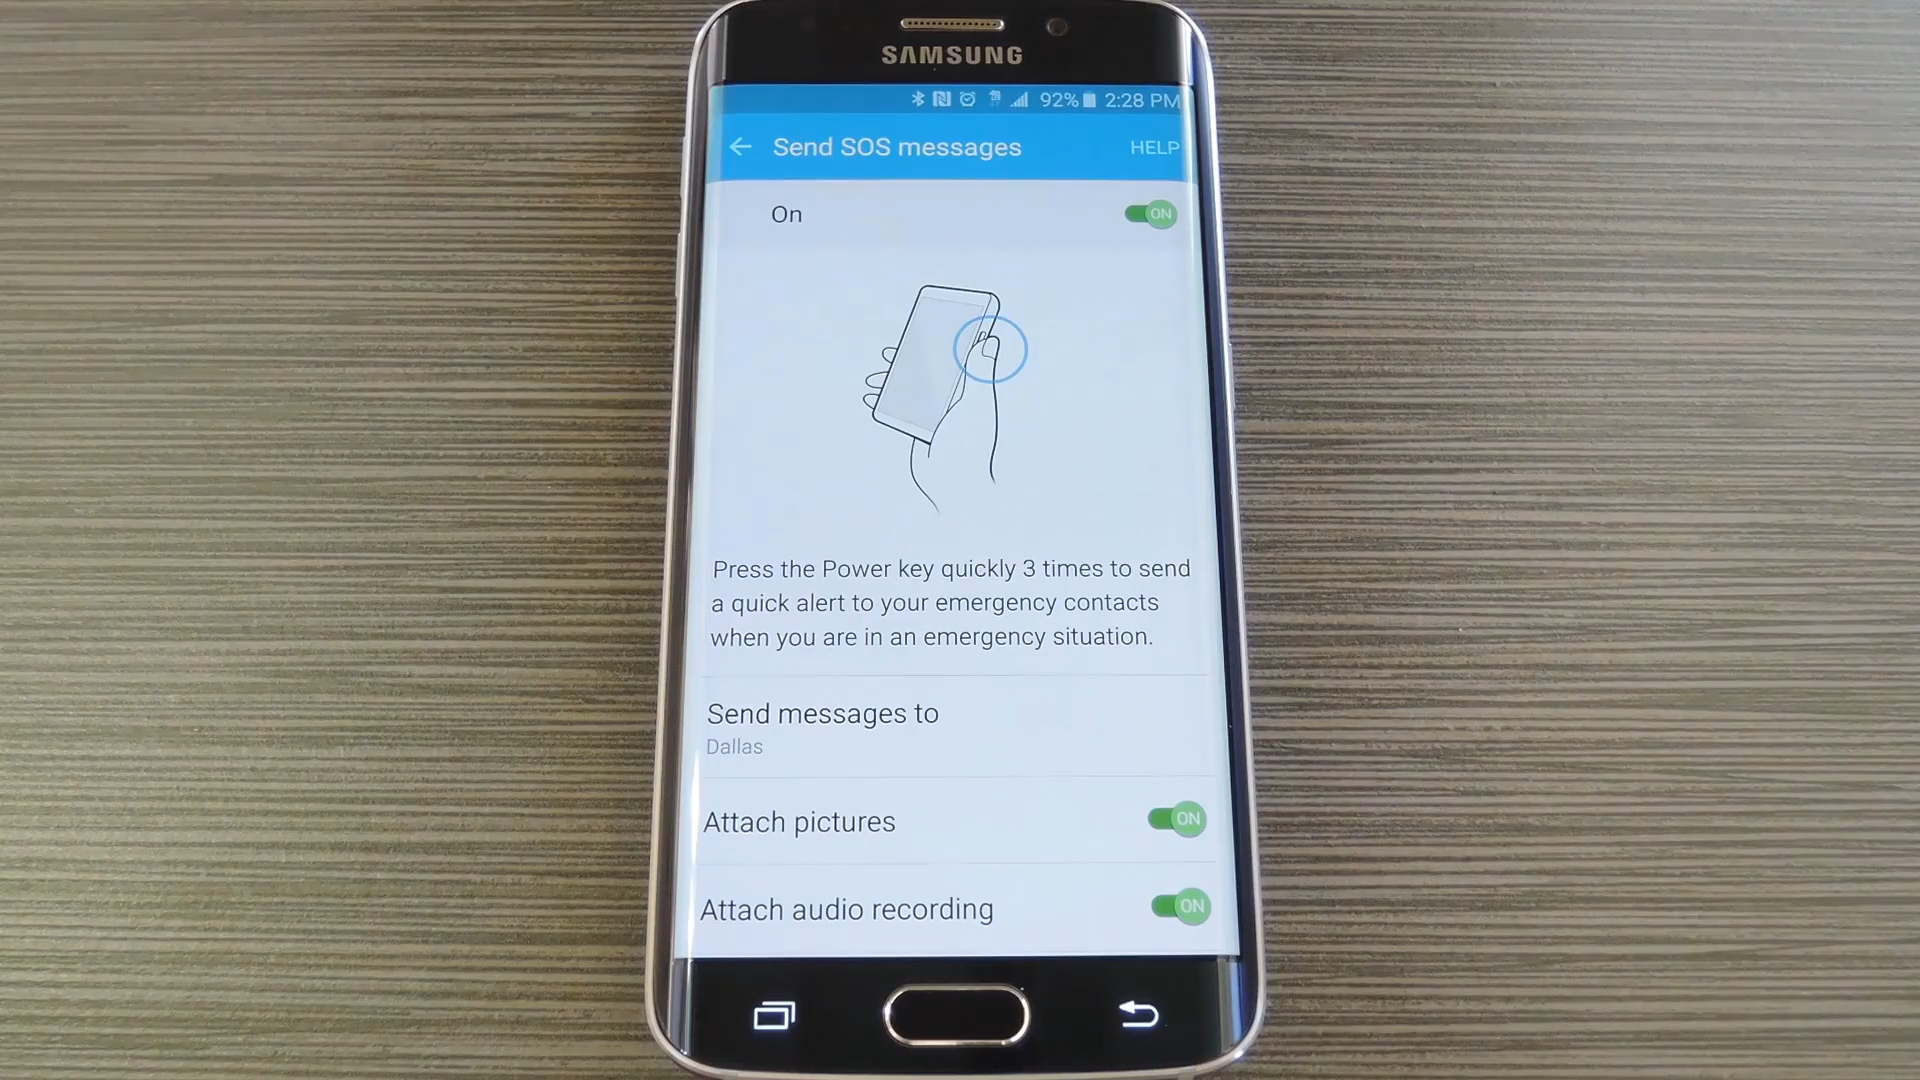 SAMSUNG
92% 2:28 PM
Send SOS messages HELP
On ON
Press the Power key quickly 3 times to send
a quick alert to your emergency contacts
when you are in an emergency situation.
Send messages to
Dallas
Attach pictures ON
Attach audio recording ON